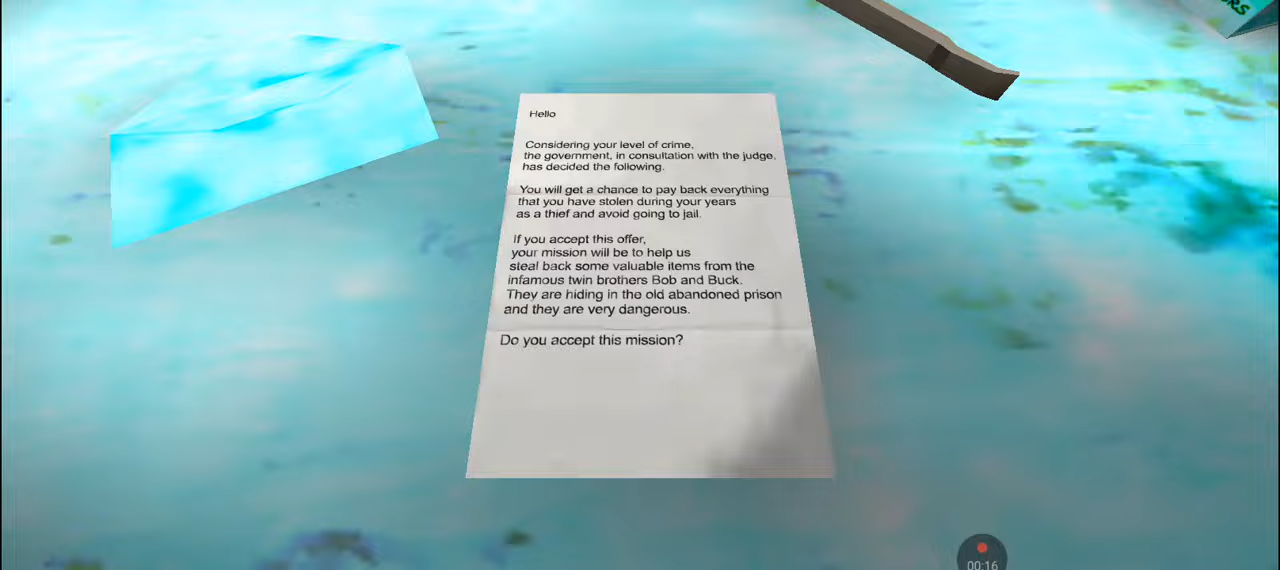 Hello
Considering your level of crime,
the government, in consultation with the judge,
has decided the following.
You will get a chance to pay back everything
that you have stolen during your years
as a thief and avoid going to jail.
If you accept this offer,
your mission will be to help us
steal back some valuable items from the
infamous twin brothers Bob and Buck.
They are hiding in the old abandoned prison
and they are very dangerous.
Do you accept this mission?
00:16